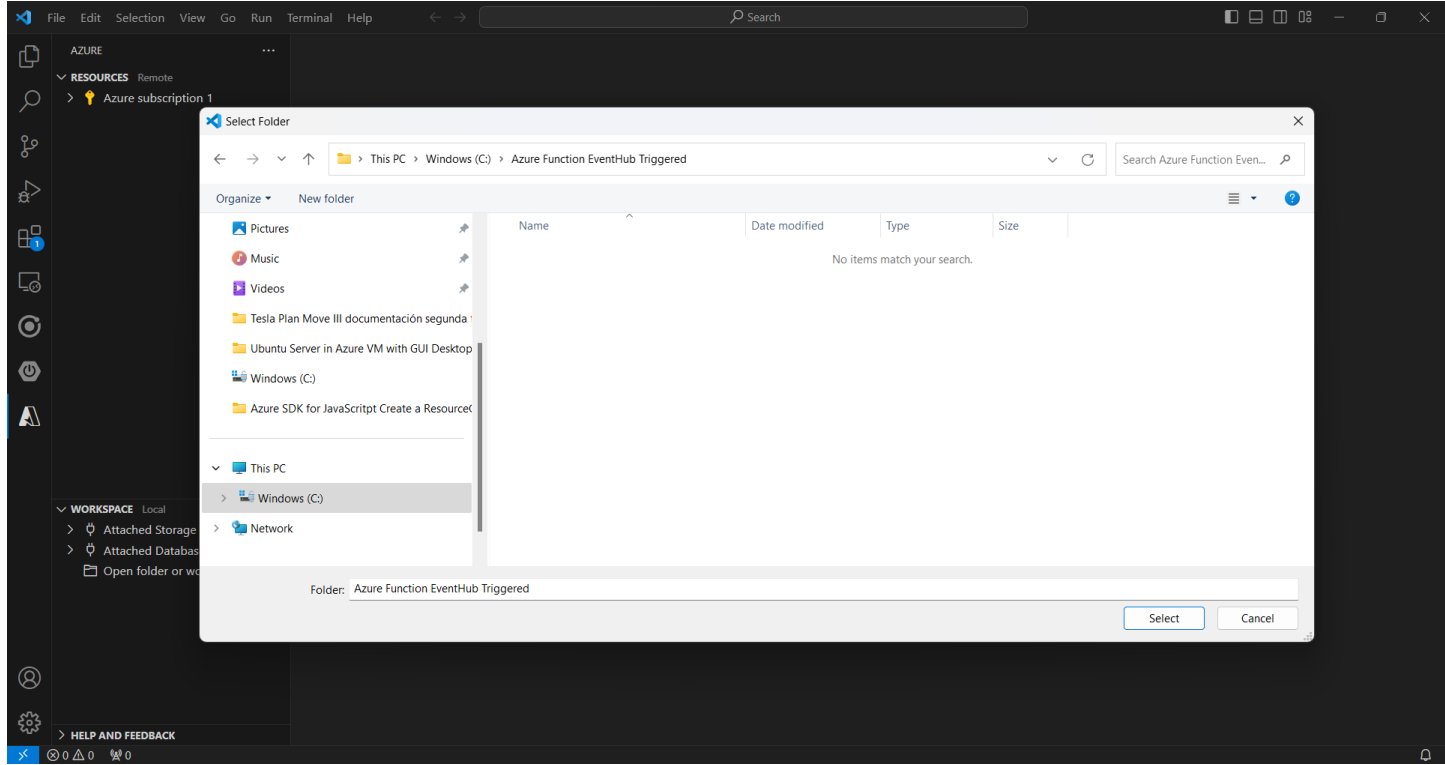 File Edit Selection View Go Run Terminal Help
Search
AZURE
RESOURCES Remote
Azure subscription 1
Select Folder
This PC > Windows (C:) > Azure Function EventHub Triggered
Search Azure Function Even...
Organize
New folder
Pictures
Music
Videos
Tesla Plan Move III documentación segunda
Ubuntu Server in Azure VM with GUI Desktop
Windows (C:)
Azure SDK for JavaScritpt Create a Resource
This PC
Windows (C:)
Network
Name Date modified Type Size
No items match your search.
WORKSPACE Local
Attached Storage
Attached Databas
Open folder or wo
Folder: Azure Function EventHub Triggered
Select Cancel
1
HELP AND FEEDBACK
0 0 0